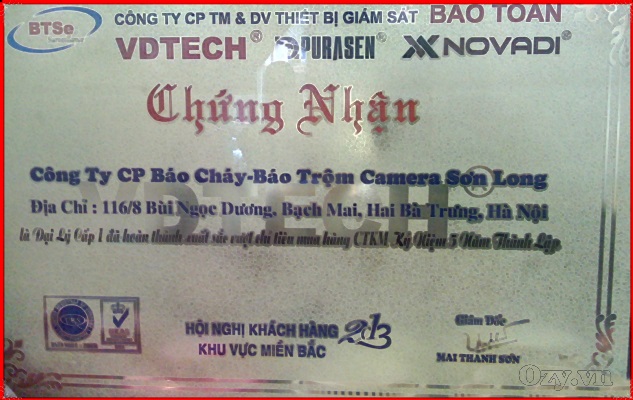 BTSe
CÔNG TY CP TM & DV THIẾT BỊ GIÁM SÁT BẢO TOÀN
VDTECH® PURASEN® NOVADI®
Chứng Nhận
Công Ty CP Báo Cháy-Báo Trộm Camera Sơn Long
VDTECH®
Địa Chỉ : 116/8 Bùi Ngọc Dương, Bạch Mai, Hai Bà Trưng, Hà Nội
là Đại Lý Cấp 1 đã hoàn thành xuất sắc vượt chỉ tiêu mua hàng CTKM Kỷ Niệm 5 Năm Thành Lập
HỘI NGHỊ KHÁCH HÀNG 2013
KHU VỰC MIỀN BẮC
Giám Đốc
MAI THANH SƠN
Ozy.vn